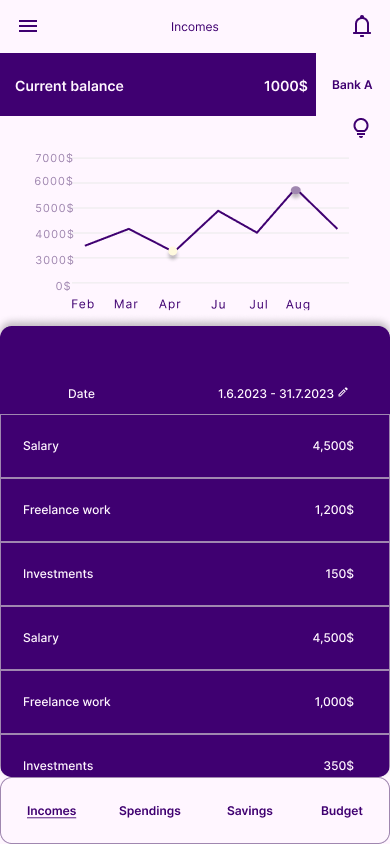 Incomes
Current balance 1000$ Bank A
7000$
6000$
5000$
4000$
3000$
0$
Feb Mar Apr Ju Jul Aug
Date 1.6.2023 - 31.7.2023
Salary 4,500$
Freelance work 1,200$
Investments 150$
Salary 4,500$
Freelance work 1,000$
Investments 350$
Incomes Spendings Savings Budget